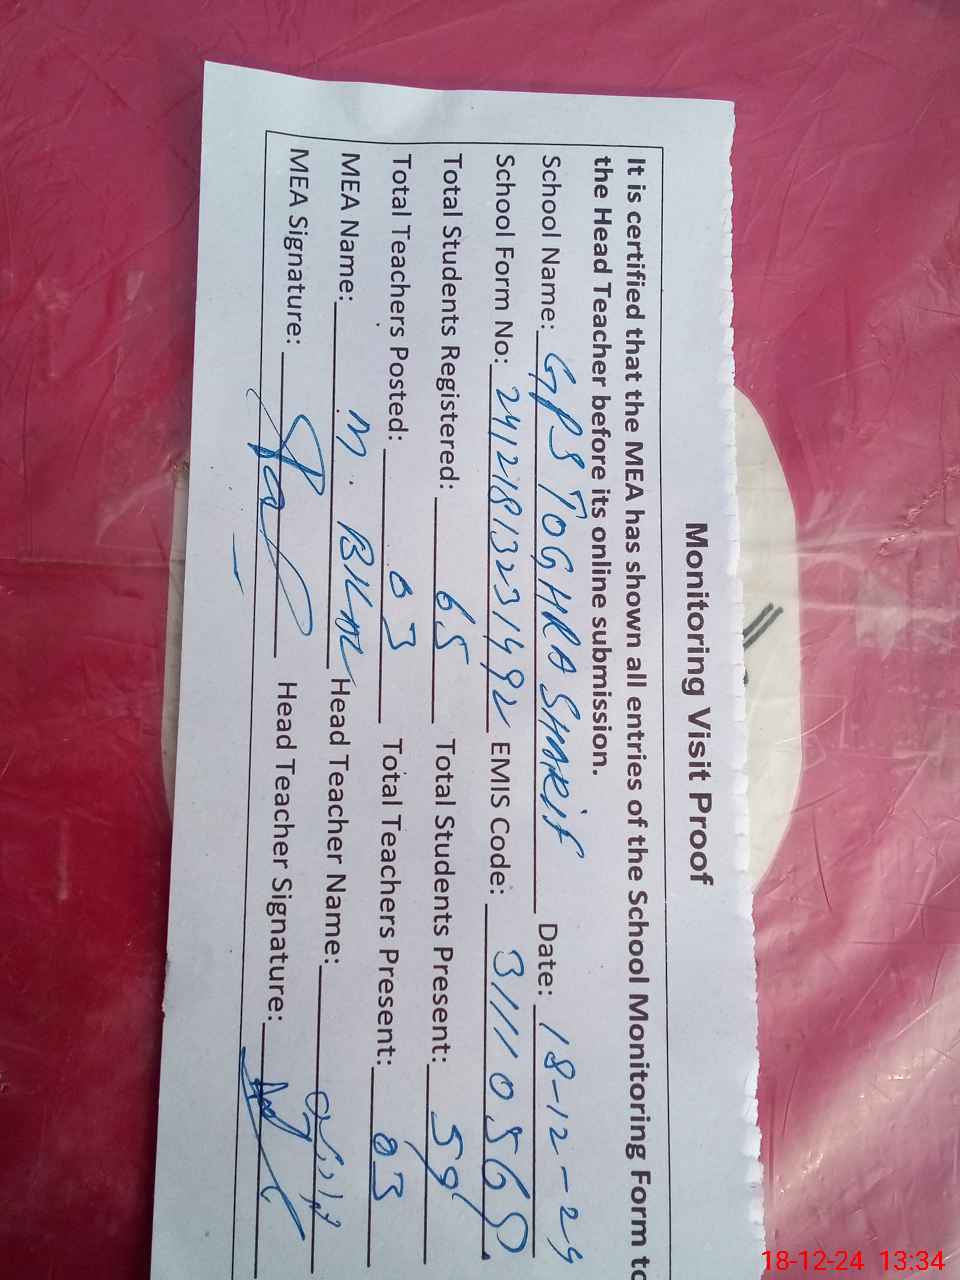 Monitoring Visit Proof
It is certified that the MEA has shown all entries of the School Monitoring Form to
the Head Teacher before its online submission.
School Name: GPS TOGHRA SHARIF Date: 18-12-24
School Form No: 24121813231492 EMIS Code: 31110565
Total Students Registered: 65 Total Students Present: 59
Total Teachers Posted: 03 Total Teachers Present: 03
MEA Name: M. Head Teacher Name:
MEA Signature: Head Teacher Signature:
18-12-24 13:34